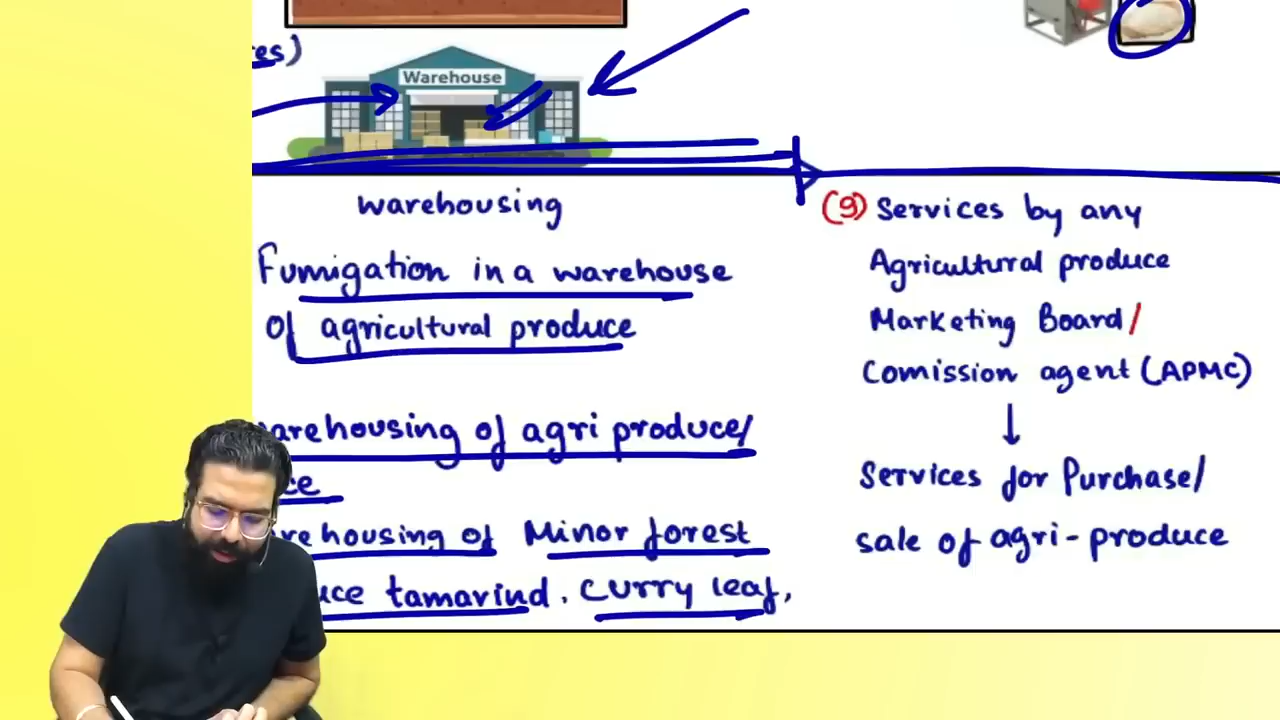 es)
Warehouse
warehousing
Fumigation in a warehouse
of agricultural produce
arehousing of agri produce/
ce
rehousing of Minor forest
uce tamarind, curry leaf,
(9) Services by any
Agricultural produce
Marketing Board/
Comission agent (APMC)
↓
Services for Purchase/
sale of agri-produce